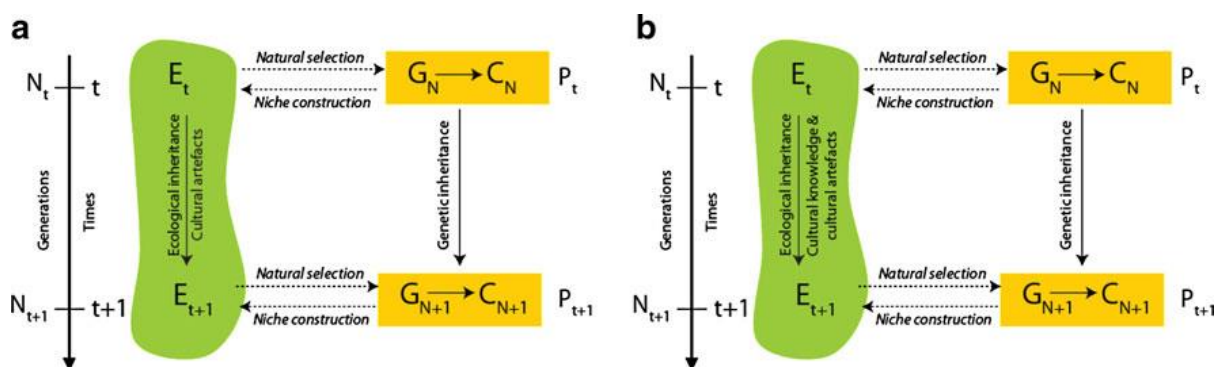 a
Natural selection
E_t
G_N → C_N
P_t
N_t
t
Niche construction
Generations
Times
Ecological inheritance
Cultural artefacts
Genetic inheritance
Natural selection
E_t+1
G_N+1 → C_N+1
P_t+1
N_t+1
t+1
Niche construction
b
Natural selection
E_t
G_N → C_N
P_t
N_t
t
Niche construction
Generations
Times
Ecological inheritance
Cultural knowledge &
cultural artefacts
Genetic inheritance
Natural selection
E_t+1
G_N+1 → C_N+1
P_t+1
N_t+1
t+1
Niche construction